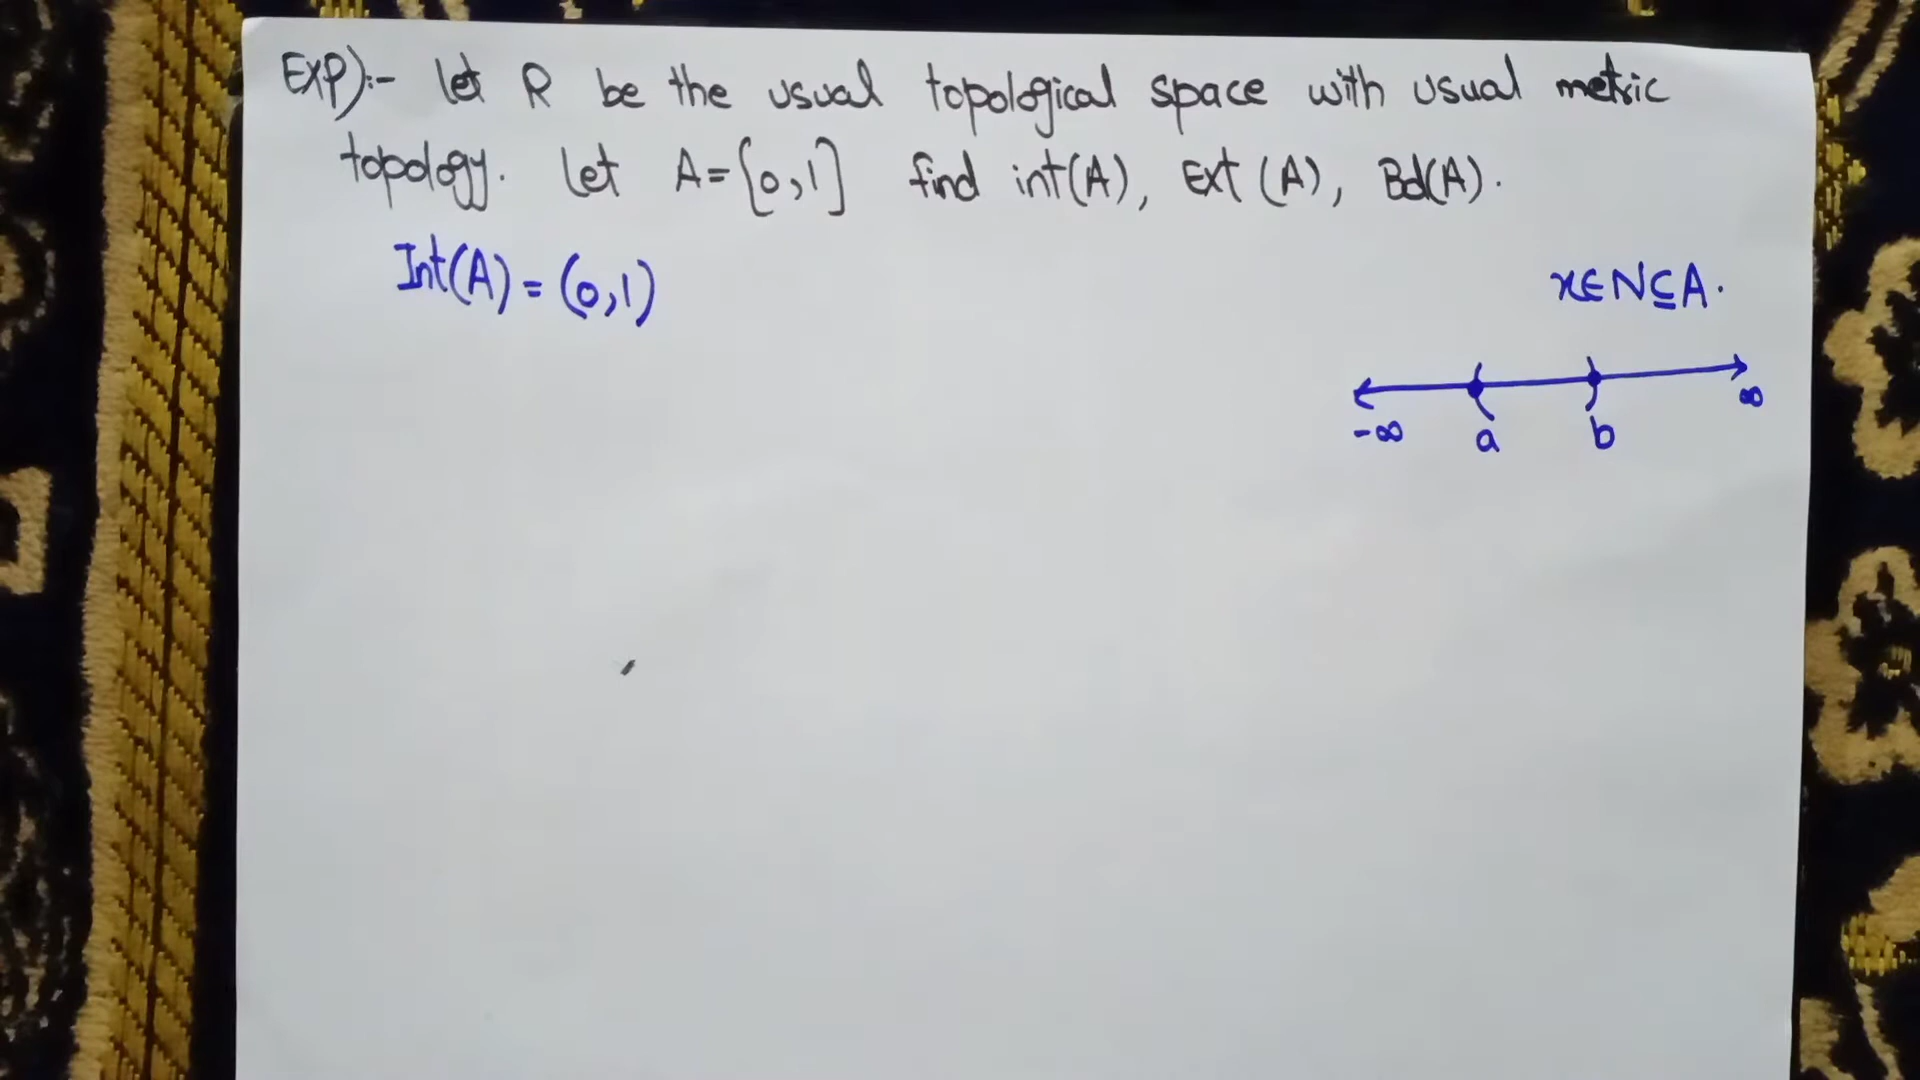 EXP):- let R be the usual topological space with usual metric
topology. Let A=[0,1] find int(A), Ext (A), Bd(A).
Int(A) = (0,1)
x∈N⊆A.
-∞ a b ∞